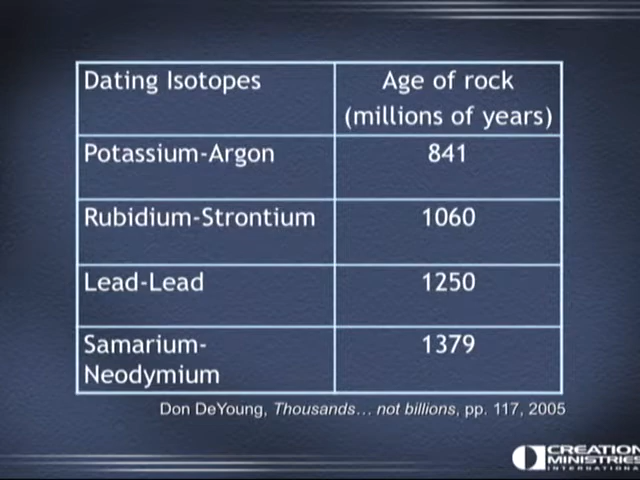 Dating Isotopes
Age of rock
(millions of years)
Potassium-Argon
841
Rubidium-Strontium
1060
Lead-Lead
1250
Samarium-
Neodymium
1379
Don DeYoung, Thousands... not billions, pp. 117, 2005
CREATION
MINISTRIES
INTERNATIONAL